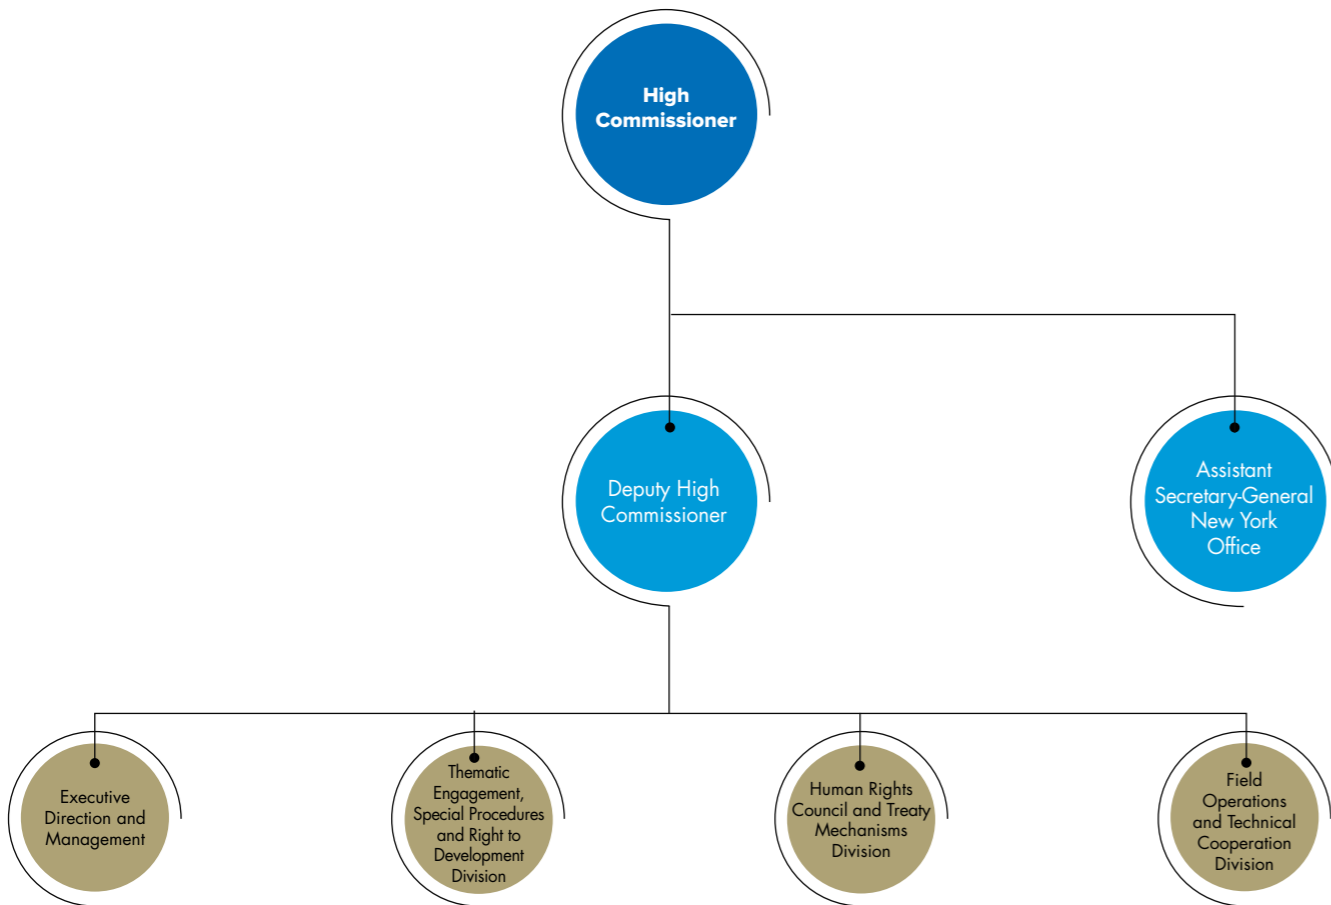 High
Commissioner
Deputy High
Commissioner
Assistant
Secretary-General
New York
Office
Executive
Direction and
Management
Thematic
Engagement,
Special Procedures
and Right to
Development
Division
Human Rights
Council and Treaty
Mechanisms
Division
Field
Operations
and Technical
Cooperation
Division